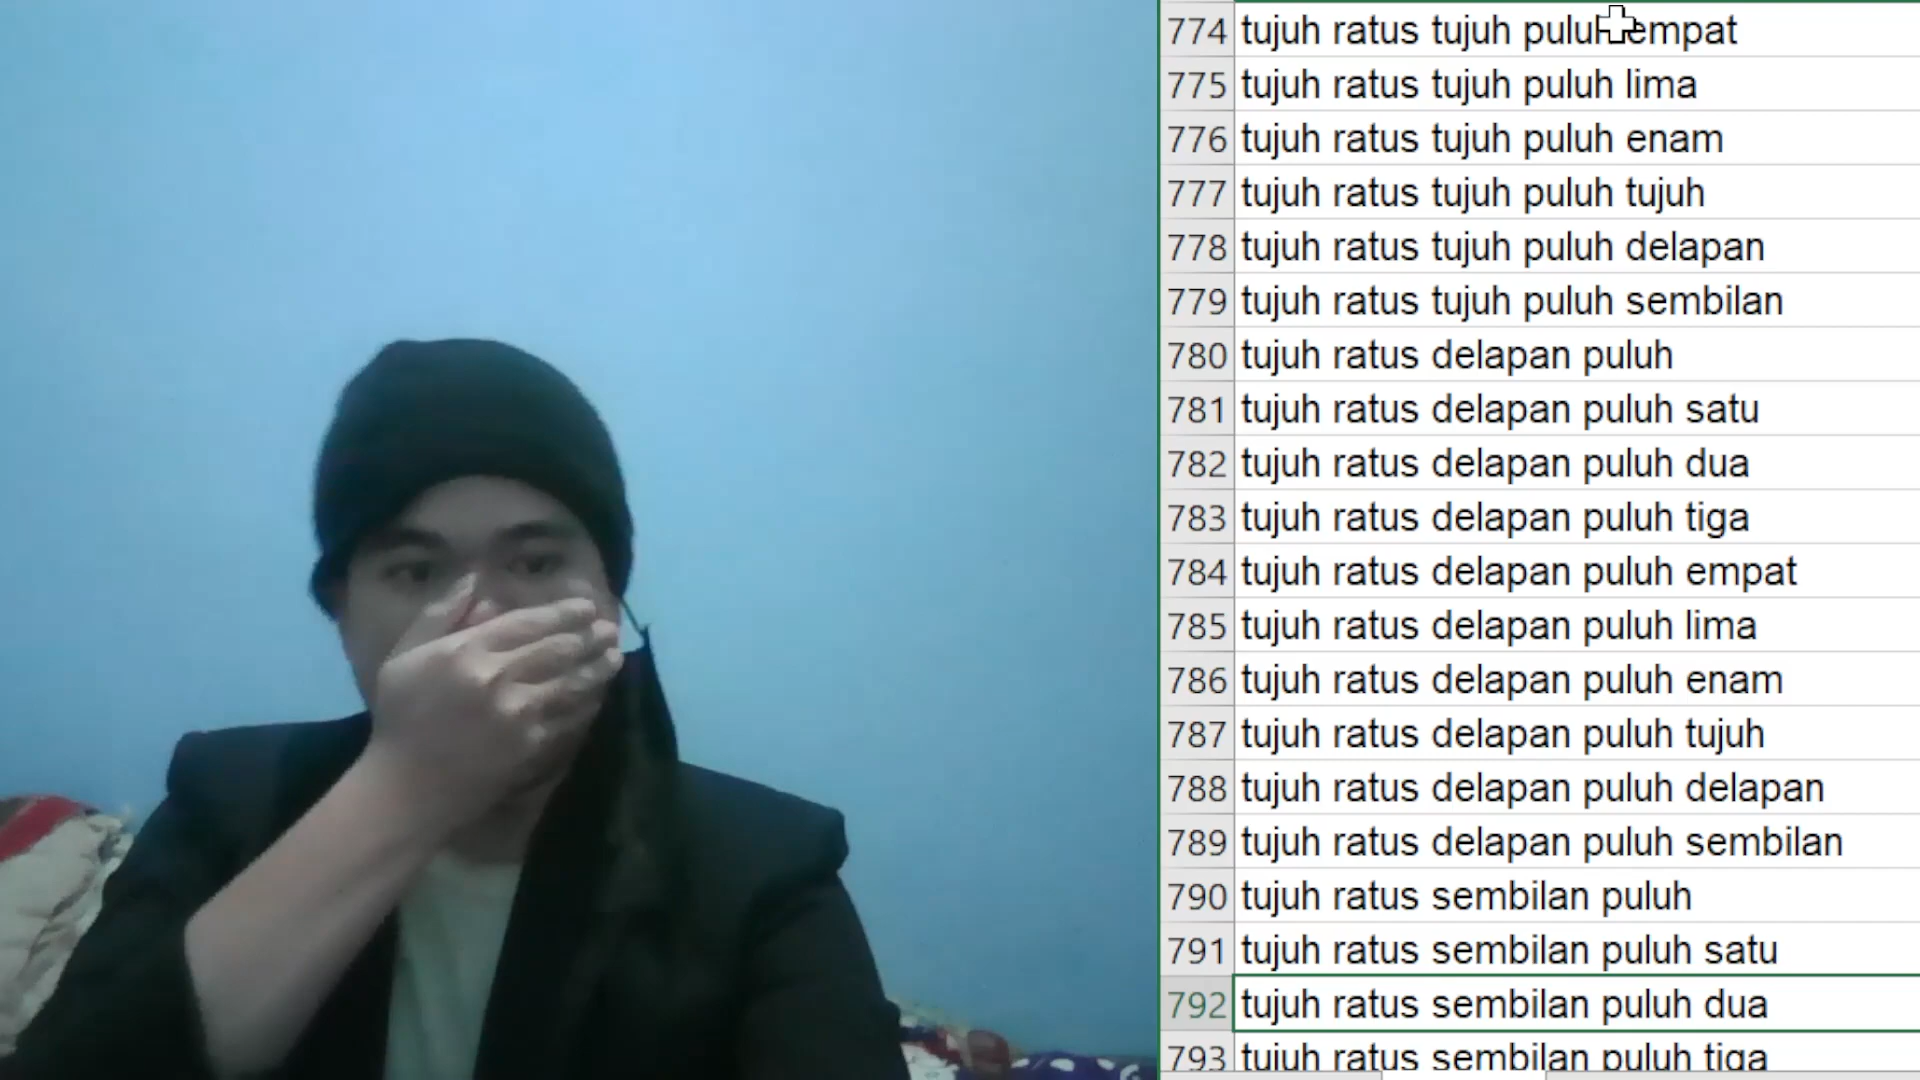 774 tujuh ratus tujuh puluh empat
775 tujuh ratus tujuh puluh lima
776 tujuh ratus tujuh puluh enam
777 tujuh ratus tujuh puluh tujuh
778 tujuh ratus tujuh puluh delapan
779 tujuh ratus tujuh puluh sembilan
780 tujuh ratus delapan puluh
781 tujuh ratus delapan puluh satu
782 tujuh ratus delapan puluh dua
783 tujuh ratus delapan puluh tiga
784 tujuh ratus delapan puluh empat
785 tujuh ratus delapan puluh lima
786 tujuh ratus delapan puluh enam
787 tujuh ratus delapan puluh tujuh
788 tujuh ratus delapan puluh delapan
789 tujuh ratus delapan puluh sembilan
790 tujuh ratus sembilan puluh
791 tujuh ratus sembilan puluh satu
792 tujuh ratus sembilan puluh dua
793 tujuh ratus sembilan puluh tiga